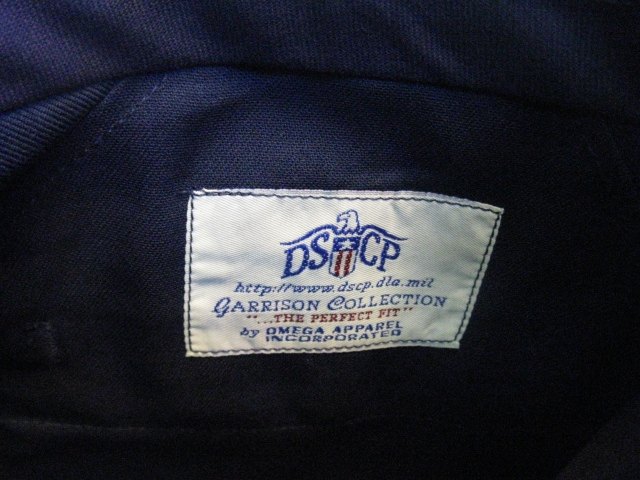 DSCP
http://www.dscp.dla.mil
GARRISON COLLECTION
"...THE PERFECT FIT"
by OMEGA APPAREL
INCORPORATED